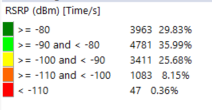 RSRP (dBm) [Time/s]
>= -80 3963 29.83%
>= -90 and < -80 4781 35.99%
>= -100 and < -90 3411 25.68%
>= -110 and < -100 1083 8.15%
< -110 47 0.36%